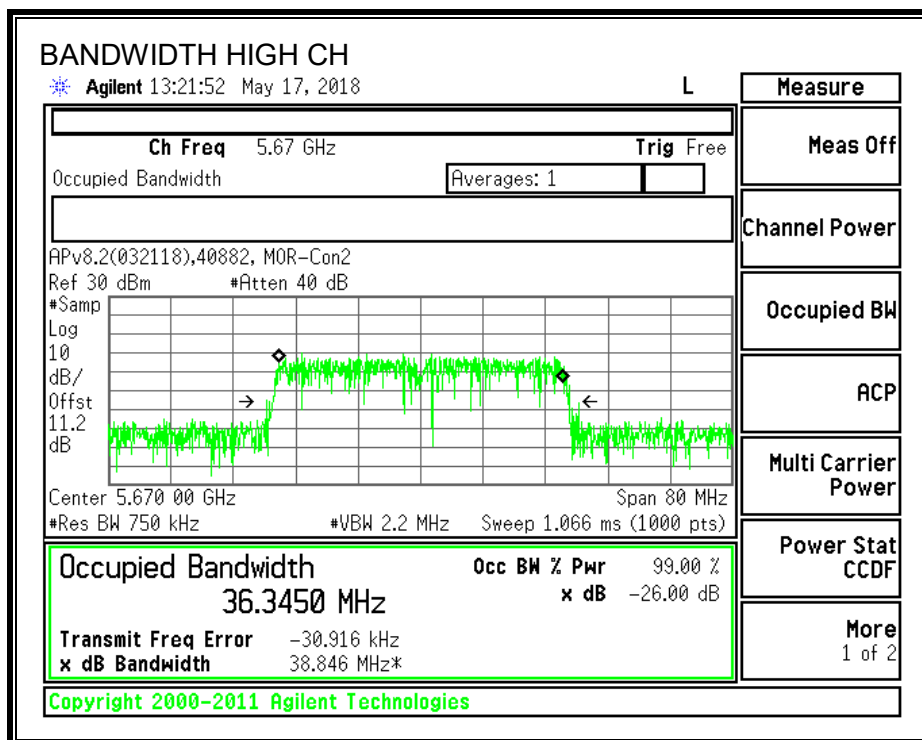 BANDWIDTH HIGH CH
Agilent 13:21:52 May 17, 2018 L
Measure
Ch Freq 5.67 GHz Trig Free
Meas Off
Occupied Bandwidth Averages: 1
Channel Power
APv8.2(032118),40882, MOR-Con2
Ref 30 dBm #Atten 40 dB
#Samp
Log
10
dB/
Offst
11.2
dB
Occupied BW
ACP
Multi Carrier
Power
Center 5.670 00 GHz Span 80 MHz
#Res BW 750 kHz #VBW 2.2 MHz Sweep 1.066 ms (1000 pts)
Power Stat
CCDF
Occupied Bandwidth Occ BW % Pwr 99.00 %
36.3450 MHz x dB -26.00 dB
Transmit Freq Error -30.916 kHz
x dB Bandwidth 38.846 MHz*
More
1 of 2
Copyright 2000-2011 Agilent Technologies